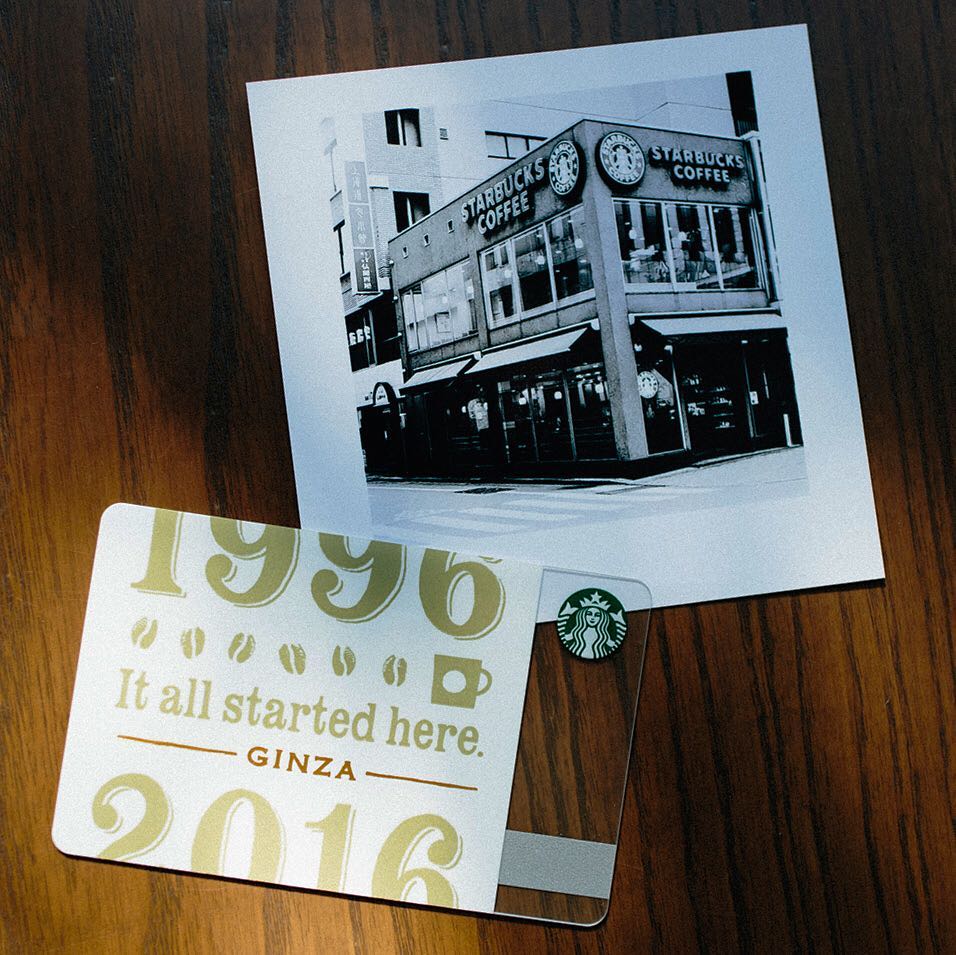 STARBUCKS
COFFEE
STARBUCKS
COFFEE
1996
It all started here.
GINZA
2016